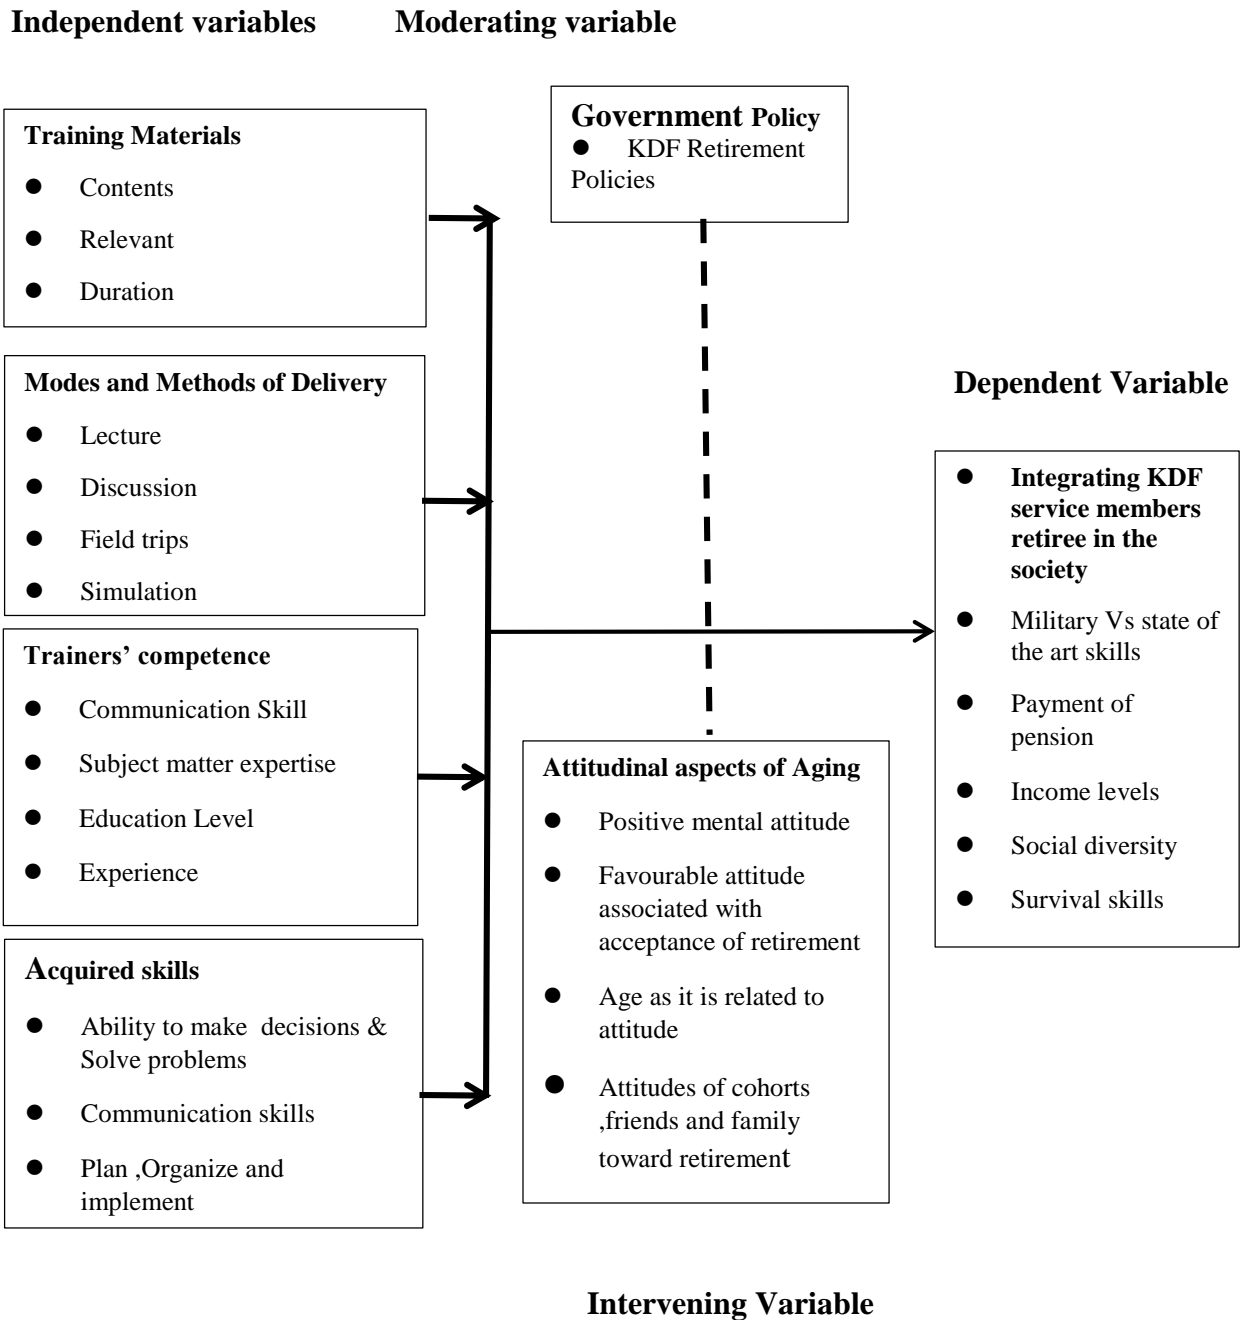 Independent variables
Moderating variable
Government Policy
● KDF Retirement
Policies
Training Materials
● Contents
● Relevant
● Duration
Modes and Methods of Delivery
● Lecture
● Discussion
● Field trips
● Simulation
Trainers’ competence
● Communication Skill
● Subject matter expertise
● Education Level
● Experience
Acquired skills
● Ability to make decisions &
Solve problems
● Communication skills
● Plan ,Organize and
implement
Attitudinal aspects of Aging
● Positive mental attitude
● Favourable attitude
associated with
acceptance of retirement
● Age as it is related to
attitude
● Attitudes of cohorts
,friends and family
toward retirement
Intervening Variable
Dependent Variable
● Integrating KDF
service members
retiree in the
society
● Military Vs state of
the art skills
● Payment of
pension
● Income levels
● Social diversity
● Survival skills